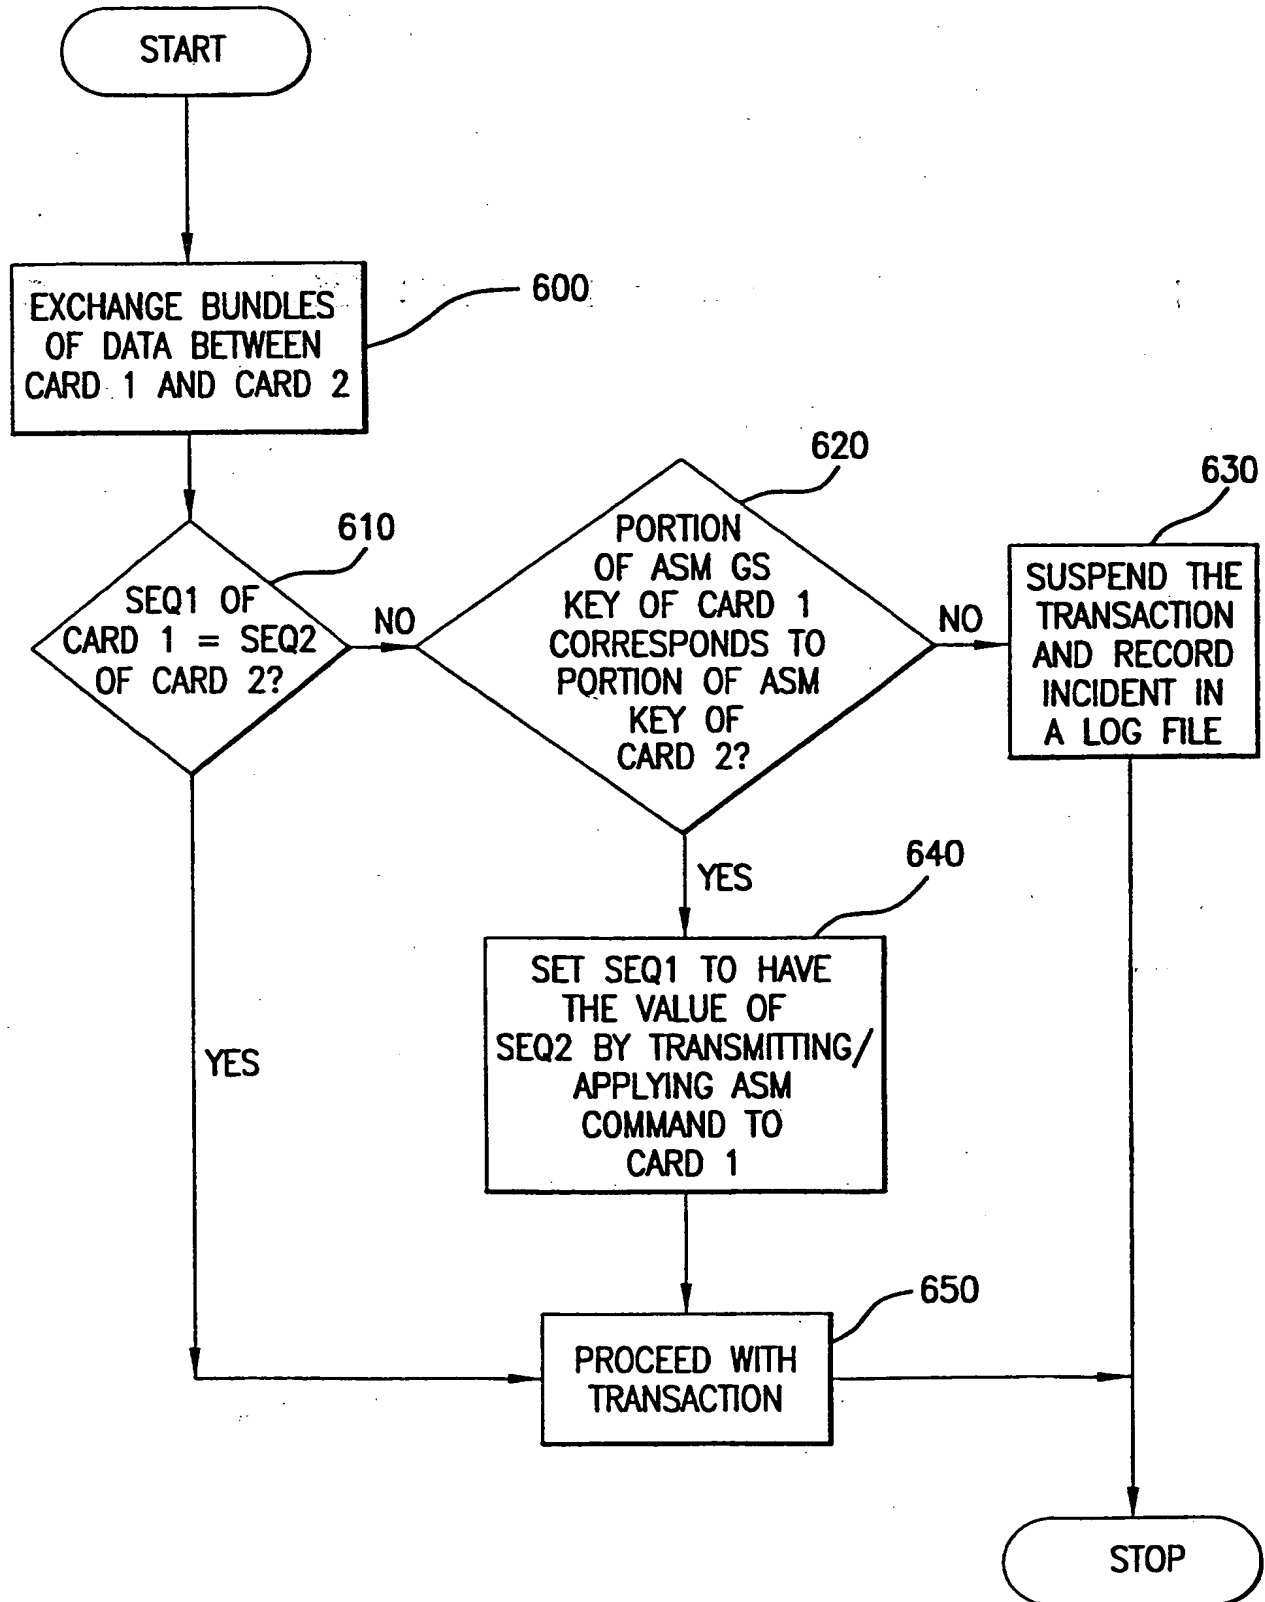 START
EXCHANGE BUNDLES
OF DATA BETWEEN
CARD 1 AND CARD 2
600
SEQ1 OF
CARD 1 = SEQ2
OF CARD 2?
610
NO
PORTION
OF ASM GS
KEY OF CARD 1
CORRESPONDS TO
PORTION OF ASM
KEY OF
CARD 2?
620
NO
SUSPEND THE
TRANSACTION
AND RECORD
INCIDENT IN
A LOG FILE
630
YES
YES
SET SEQ1 TO HAVE
THE VALUE OF
SEQ2 BY TRANSMITTING/
APPLYING ASM
COMMAND TO
CARD 1
640
PROCEED WITH
TRANSACTION
650
STOP